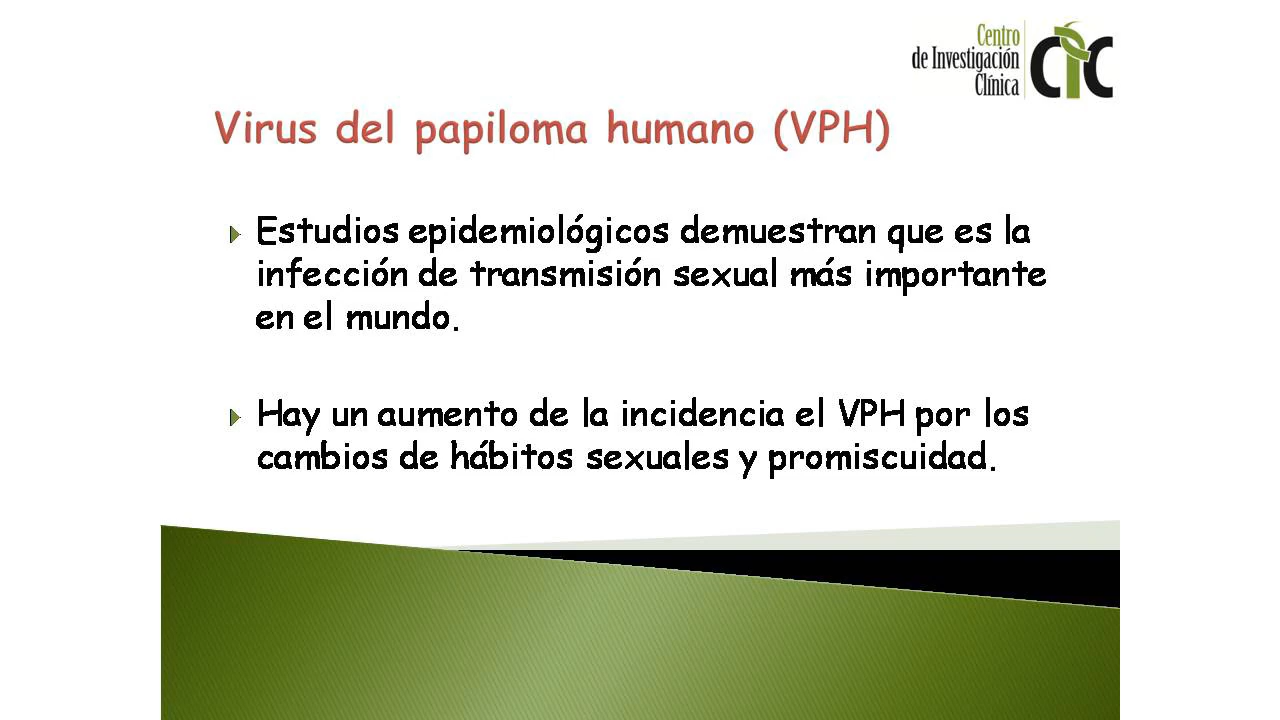 Centro
de Investigación
Clínica
CIC
Virus del papiloma humano (VPH)
Estudios epidemiológicos demuestran que es la
infección de transmisión sexual más importante
en el mundo.
Hay un aumento de la incidencia el VPH por los
cambios de hábitos sexuales y promiscuidad.